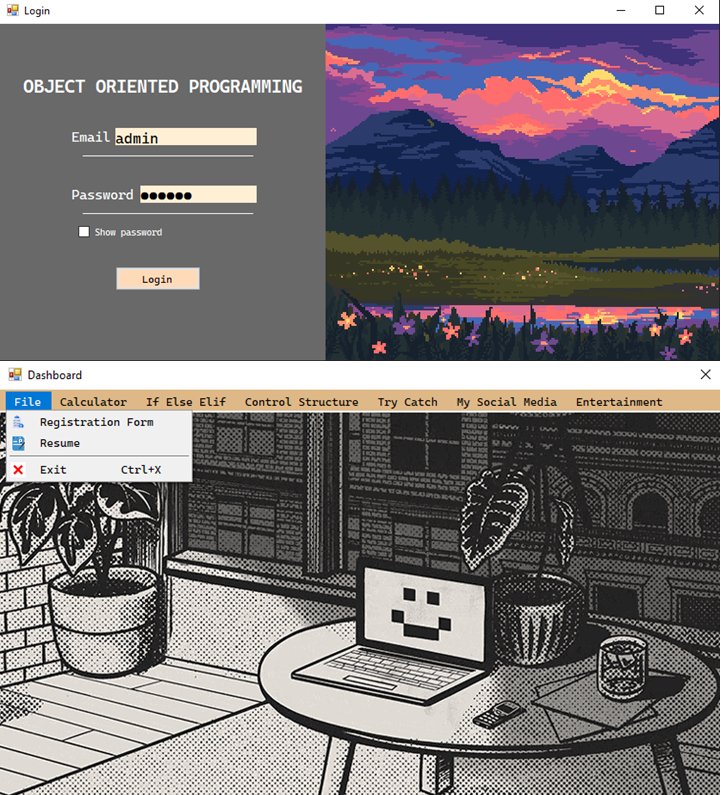 Login
OBJECT ORIENTED PROGRAMMING
Email admin
Password ●●●●●●
Show password
Login
Dashboard
File Calculator If Else Elif Control Structure Try Catch My Social Media Entertainment
Registration Form
Resume
Exit Ctrl+X